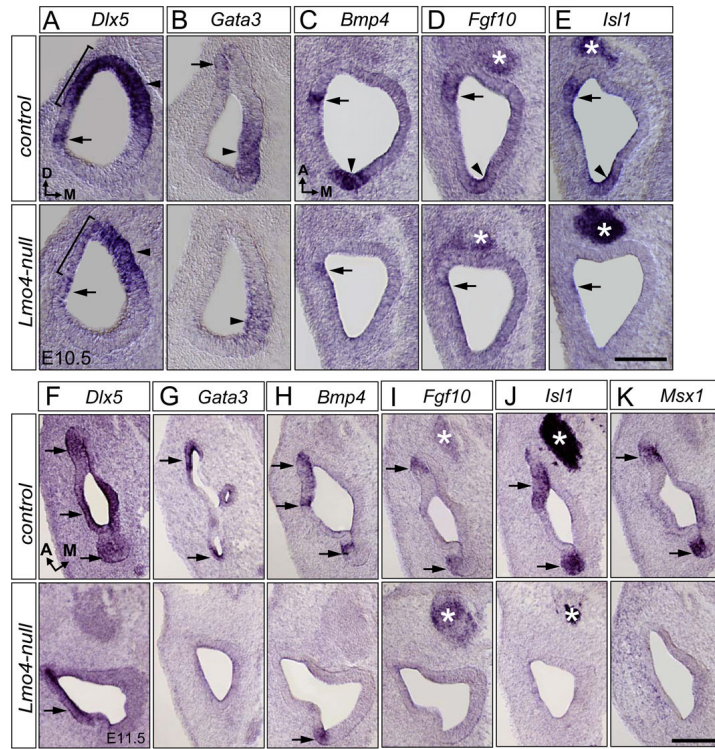 A Dlx5 B Gata3 C Bmp4 D Fgf10 E Isl1
control
* *
D
M
A
M
Lmo4-null
* *
E10.5
F Dlx5 G Gata3 H Bmp4 I Fgf10 J Isl1 K Msx1
control
* *
A M
Lmo4-null
* *
E11.5